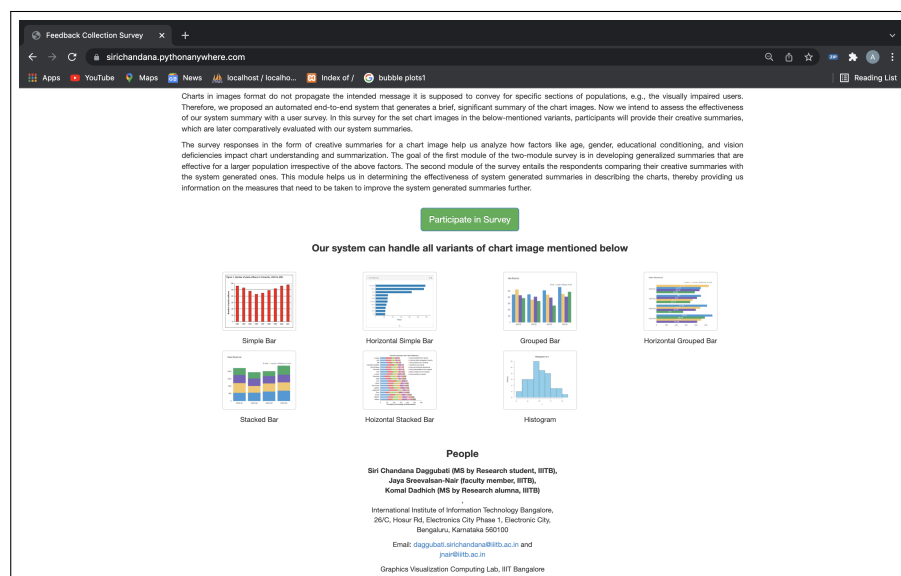 Feedback Collection Survey
sirichandana.pythonanywhere.com
Apps YouTube Maps News localhost / localho... Index of / bubble plots1 Reading List
Charts in images format do not propagate the intended message it is supposed to convey for specific sections of populations, e.g., the visually impaired users.
Therefore, we proposed an automated end-to-end system that generates a brief, significant summary of the chart images. Now we intend to assess the effectiveness
of our system summary with a user survey. In this survey for the set chart images in the below-mentioned variants, participants will provide their creative summaries,
which are later comparatively evaluated with our system summaries.
The survey responses in the form of creative summaries for a chart image help us analyze how factors like age, gender, educational conditioning, and vision
deficiencies impact chart understanding and summarization. The goal of the first module of the two-module survey is in developing generalized summaries that are
effective for a larger population irrespective of the above factors. The second module of the survey entails the respondents comparing their creative summaries with
the system generated ones. This module helps us in determining the effectiveness of system generated summaries in describing the charts, thereby providing us
information on the measures that need to be taken to improve the system generated summaries further.
Participate in Survey
Our system can handle all variants of chart image mentioned below
Simple Bar Horizontal Simple Bar Grouped Bar Horizontal Grouped Bar
Stacked Bar Hoizontal Stacked Bar Histogram
People
Siri Chandana Daggubati (MS by Research student, IIITB),
Jaya Sreevalsan-Nair (faculty member, IIITB),
Komal Dadhich (MS by Research alumna, IIITB)
,
International Institute of Information Technology Bangalore,
26/C, Hosur Rd, Electronics City Phase 1, Electronic City,
Bengaluru, Karnataka 560100
Email: daggubati.sirichandana@iiitb.ac.in and
jnair@iiitb.ac.in
Graphics Visualization Computing Lab, IIIT Bangalore